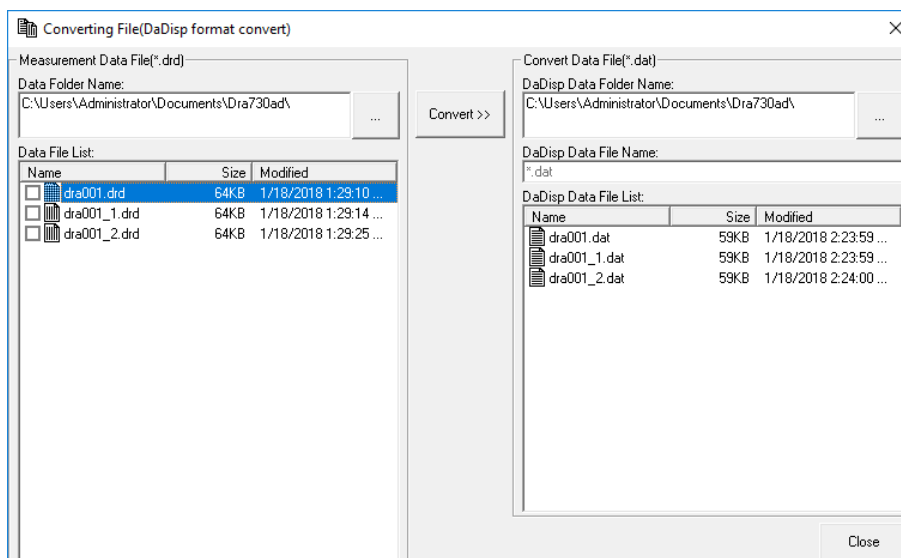 Converting File(DaDisp format convert)
Measurement Data File(*.drd)
Data Folder Name:
C:\Users\Administrator\Documents\Dra730ad\
...
Data File List:
Name Size Modified
dra001.drd 64KB 1/18/2018 1:29:10 ...
dra001_1.drd 64KB 1/18/2018 1:29:14 ...
dra001_2.drd 64KB 1/18/2018 1:29:25 ...
Convert >>
Convert Data File(*.dat)
DaDisp Data Folder Name:
C:\Users\Administrator\Documents\Dra730ad\
...
DaDisp Data File Name:
*.dat
DaDisp Data File List:
Name Size Modified
dra001.dat 59KB 1/18/2018 2:23:59 ...
dra001_1.dat 59KB 1/18/2018 2:23:59 ...
dra001_2.dat 59KB 1/18/2018 2:24:00 ...
Close